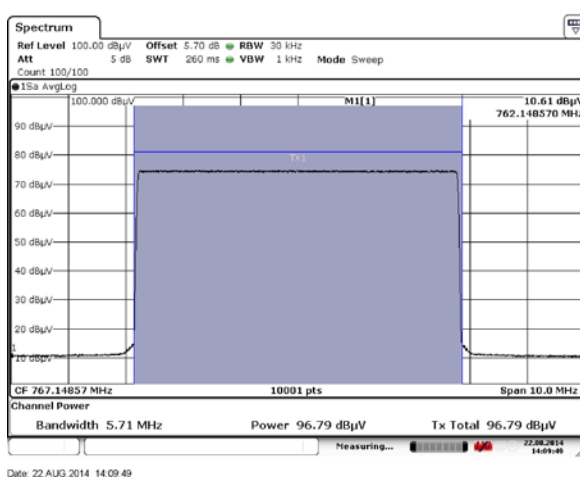 Spectrum
Ref Level 100.00 dBµV Offset 5.70 dB RBW 30 kHz
Att 5 dB SWT 260 ms VBW 1 kHz Mode Sweep
Count 100/100
1Sa AvgLog
100.000 dBµV M1[1] 10.61 dBµV
762.148570 MHz
90 dBµV
80 dBµV
TX1
70 dBµV
60 dBµV
50 dBµV
40 dBµV
30 dBµV
20 dBµV
1
10 dBµV
CF 767.14857 MHz 10001 pts Span 10.0 MHz
Channel Power
Bandwidth 5.71 MHz Power 96.79 dBµV Tx Total 96.79 dBµV
Measuring... 22.08.2014
14:09:49
Date: 22.AUG.2014 14:09:49